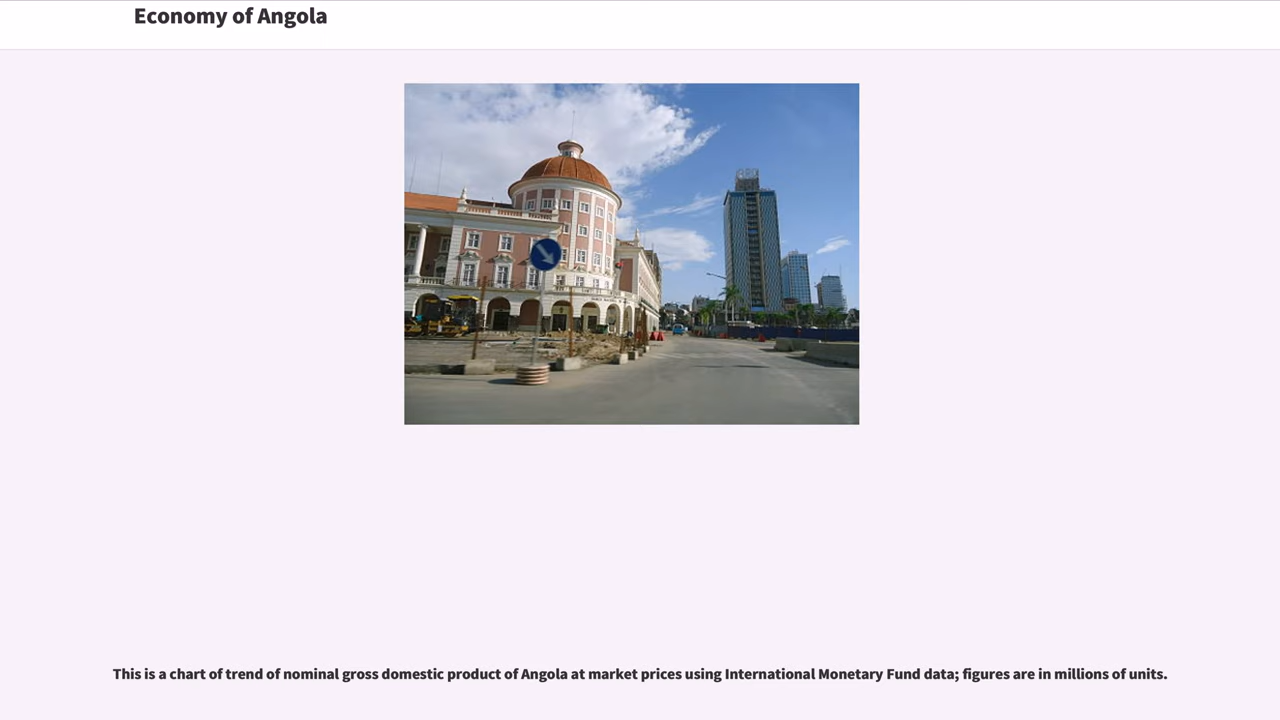 Economy of Angola
This is a chart of trend of nominal gross domestic product of Angola at market prices using International Monetary Fund data; figures are in millions of units.